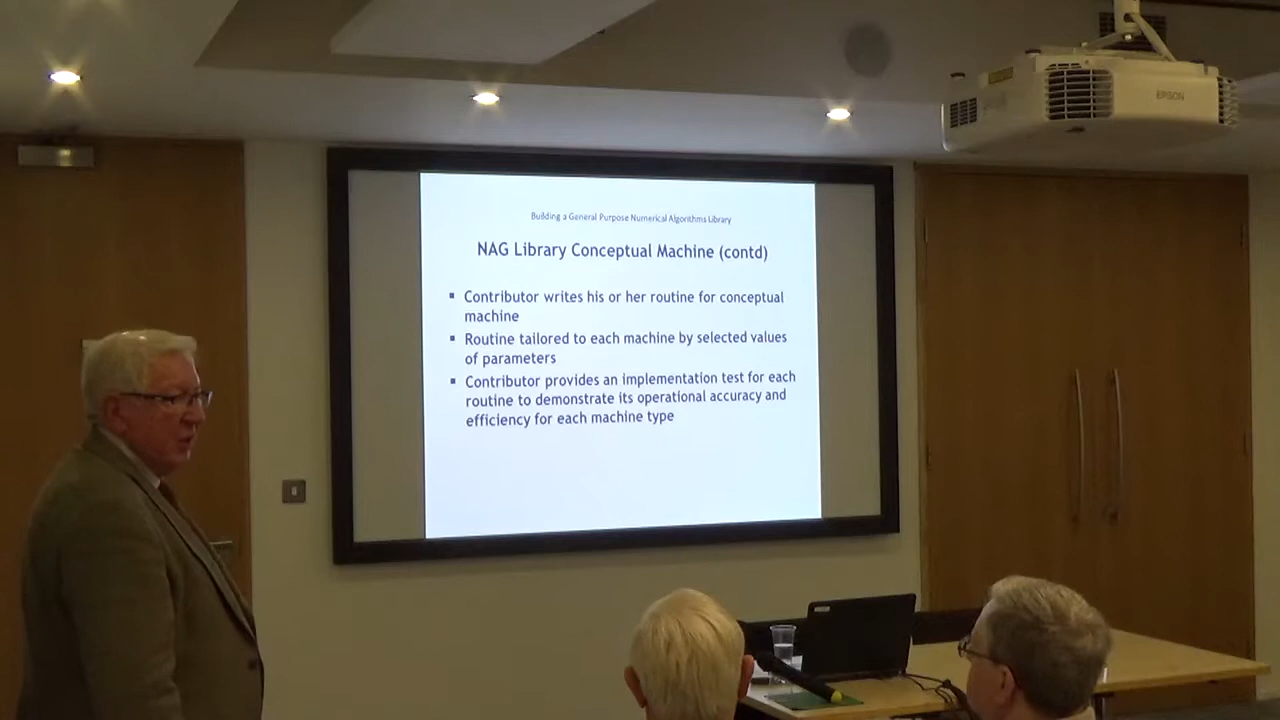 EPSON
Building a General Purpose Numerical Algorithms Library
NAG Library Conceptual Machine (contd)
▪ Contributor writes his or her routine for conceptual
machine
▪ Routine tailored to each machine by selected values
of parameters
▪ Contributor provides an implementation test for each
routine to demonstrate its operational accuracy and
efficiency for each machine type